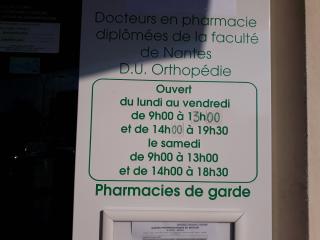 Docteurs en pharmacie
diplômées de la faculté
de Nantes
D.U. Orthopédie
Ouvert
du lundi au vendredi
de 9h00 à 13h00
et de 14h00 à 19h30
le samedi
de 9h00 à 13h00
et de 14h00 à 18h30
Pharmacies de garde